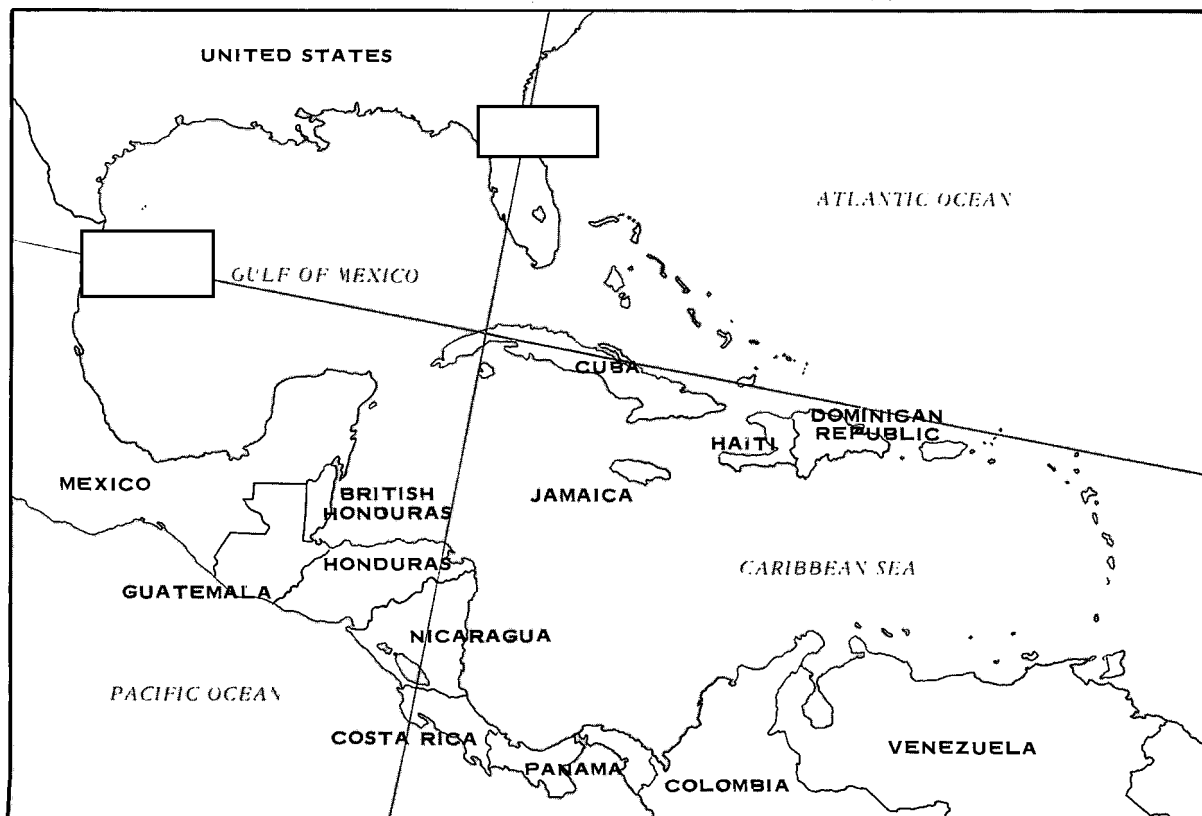 UNITED STATES
ATLANTIC OCEAN
GULF OF MEXICO
CUBA
DOMINICAN
REPUBLIC
HAITI
MEXICO
BRITISH
HONDURAS
JAMAICA
HONDURAS
CARIBBEAN SEA
GUATEMALA
NICARAGUA
PACIFIC OCEAN
COSTA RICA
PANAMA
VENEZUELA
COLOMBIA